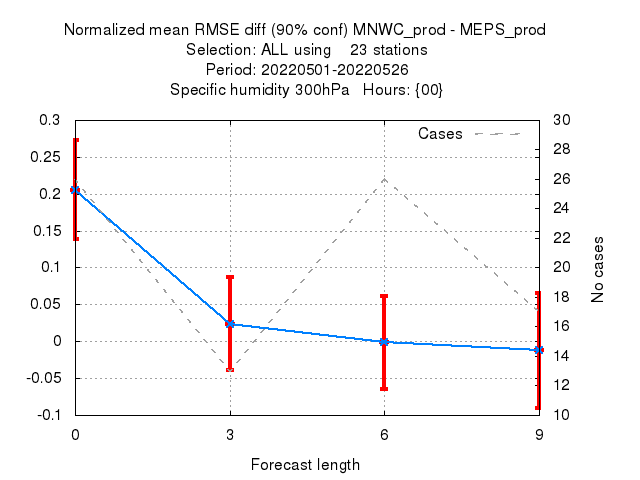 Normalized mean RMSE diff (90% conf) MNWC_prod - MEPS_prod
Selection: ALL using    23 stations
Period: 20220501-20220526
Specific humidity 300hPa   Hours: {00}
Cases
0.3
0.25
0.2
0.15
0.1
0.05
0
-0.05
-0.1
30
28
26
24
22
20
18
16
14
12
10
No cases
0 3 6 9
Forecast length